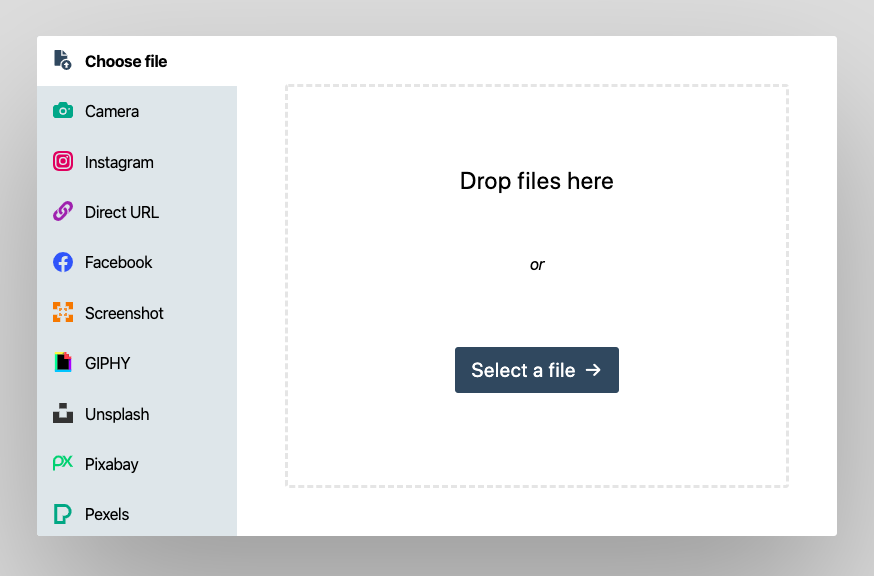 Choose file
Camera
Instagram
Direct URL
Facebook
Screenshot
GIPHY
Unsplash
Pixabay
Pexels
Drop files here
or
Select a file →